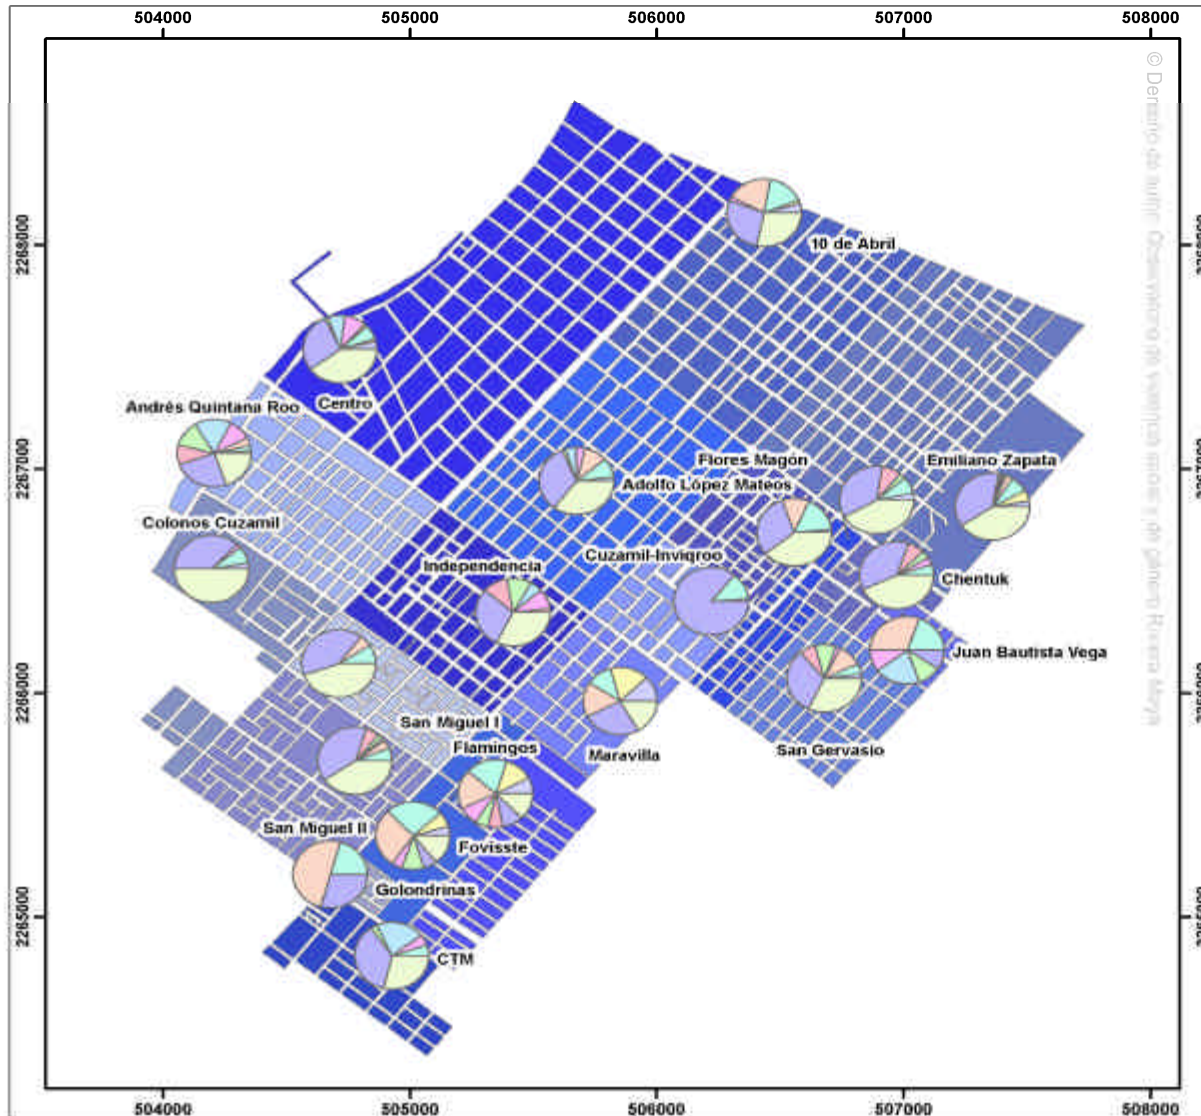 504000 505000 506000 507000 508000
2268000
10 de Abril
Centro
Andrés Quintana Roo
2267000
Flores Magón
Emiliano Zapata
Adolfo López Mateos
Colonos Cuzamil
Cuzamil-Inviqroo
Independencia
Chentuk
Juan Bautista Vega
2266000
San Miguel I
San Gervasio
Flamingos
Maravilla
San Miguel II
Fovissste
Golondrinas
2265000
CTM
504000 505000 506000 507000 508000